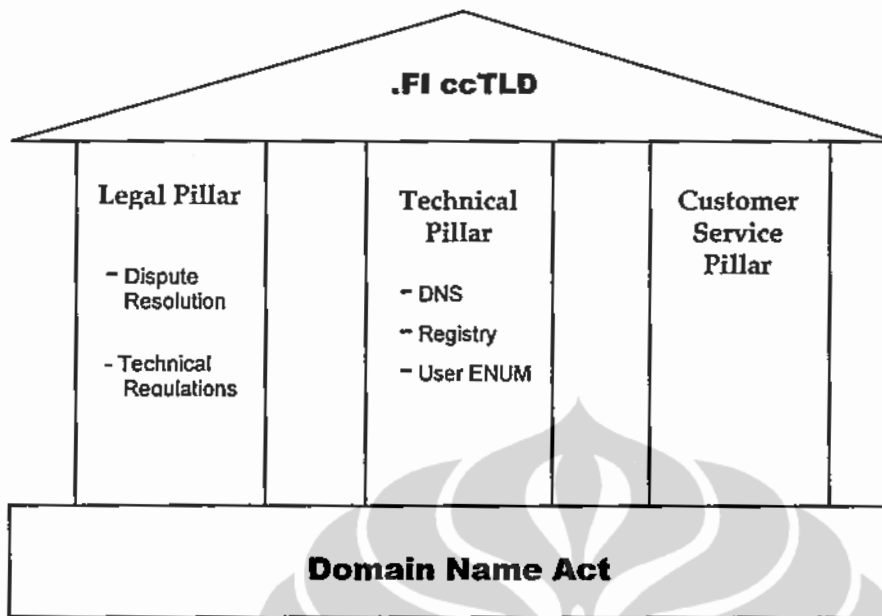 .FI ccTLD
Legal Pillar
- Dispute
Resolution
- Technical
Regulations
Technical
Pillar
- DNS
- Registry
- User ENUM
Customer
Service
Pillar
Domain Name Act